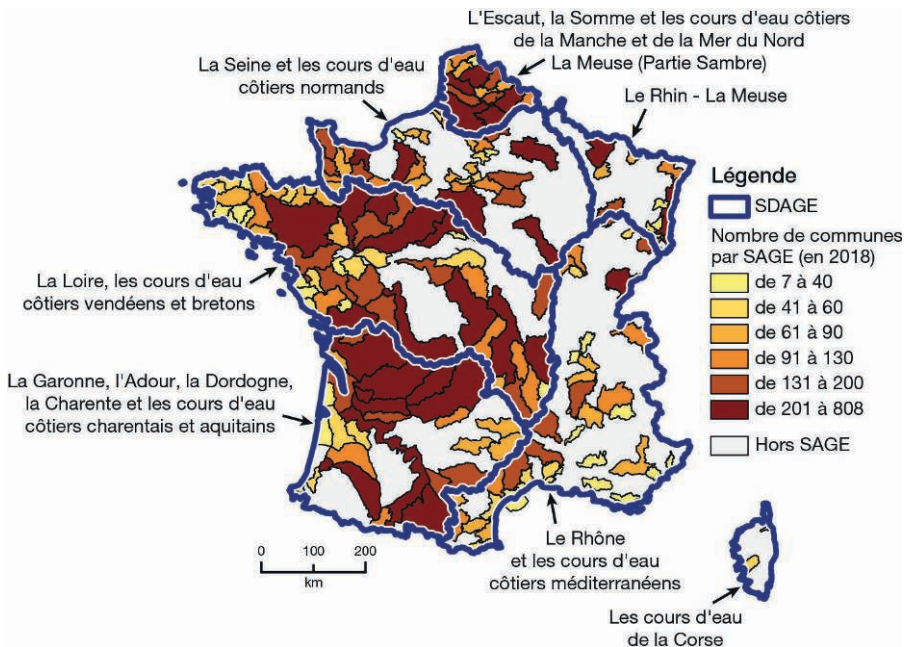 L'Escaut, la Somme et les cours d'eau côtiers
de la Manche et de la Mer du Nord
La Meuse (Partie Sambre)
La Seine et les cours d'eau
côtiers normands
Le Rhin - La Meuse
Légende
SDAGE
Nombre de communes
par SAGE (en 2018)
de 7 à 40
de 41 à 60
de 61 à 90
de 91 à 130
de 131 à 200
de 201 à 808
Hors SAGE
La Loire, les cours d'eau
côtiers vendéens et bretons
La Garonne, l'Adour, la Dordogne,
la Charente et les cours d'eau
côtiers charentais et aquitains
Le Rhône
et les cours d'eau
côtiers méditerranéens
0 100 200
km
Les cours d'eau
de la Corse